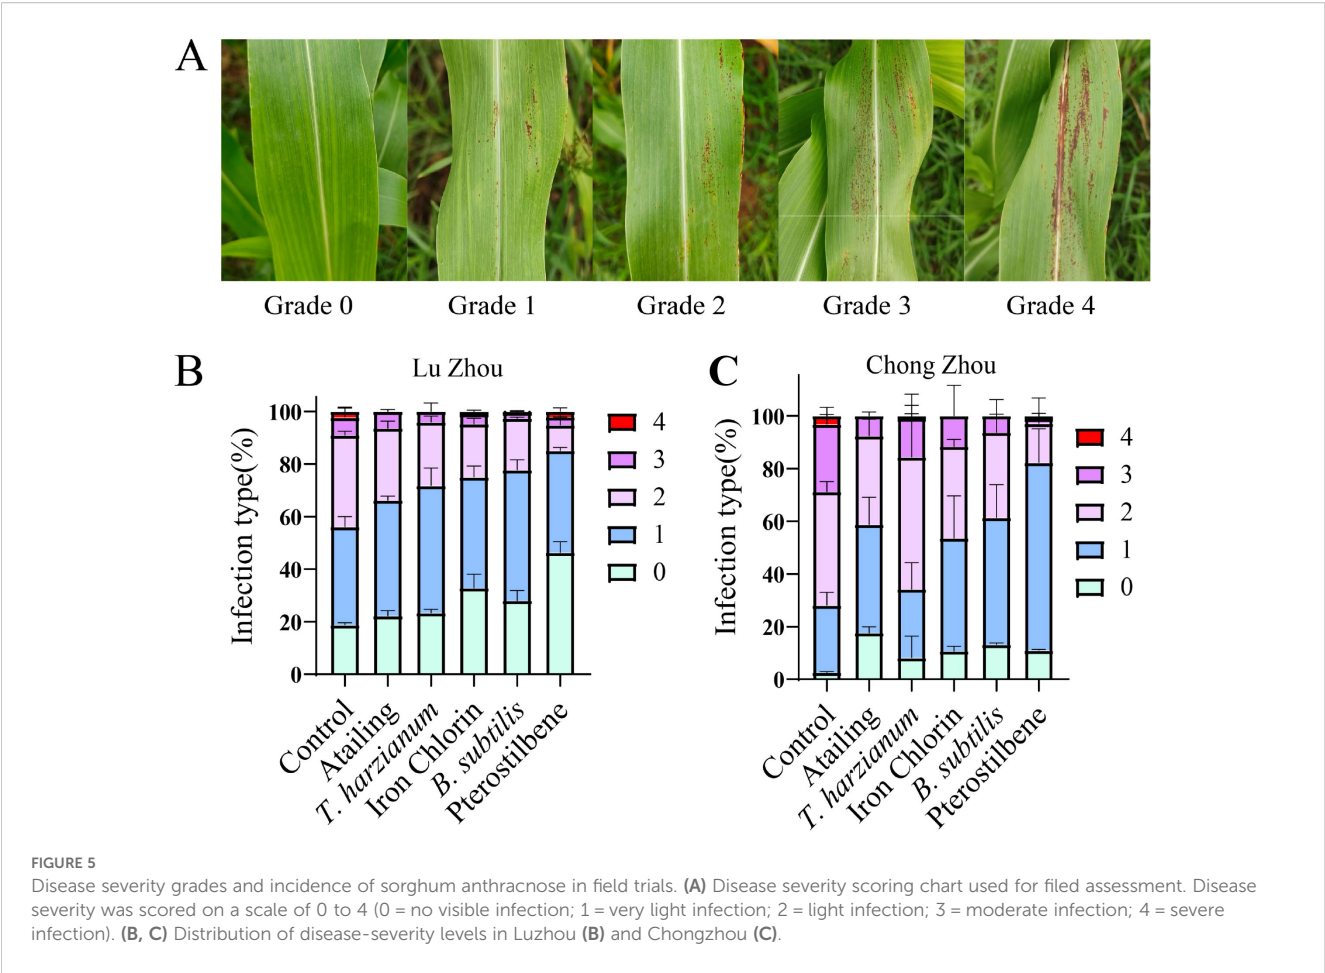 A
Grade 0
Grade 1
Grade 2
Grade 3
Grade 4
B
Lu Zhou
Infection type(%)
100
80
60
40
20
0
4
3
2
1
0
Control
Atailing
T. harzianum
Iron Chlorin
B. subtilis
Pterostilbene
C
Chong Zhou
Infection type(%)
100
80
60
40
20
0
4
3
2
1
0
Control
Atailing
T. harzianum
Iron Chlorin
B. subtilis
Pterostilbene
FIGURE 5
Disease severity grades and incidence of sorghum anthracnose in field trials. (A) Disease severity scoring chart used for filed assessment. Disease
severity was scored on a scale of 0 to 4 (0 = no visible infection; 1 = very light infection; 2 = light infection; 3 = moderate infection; 4 = severe
infection). (B, C) Distribution of disease-severity levels in Luzhou (B) and Chongzhou (C).